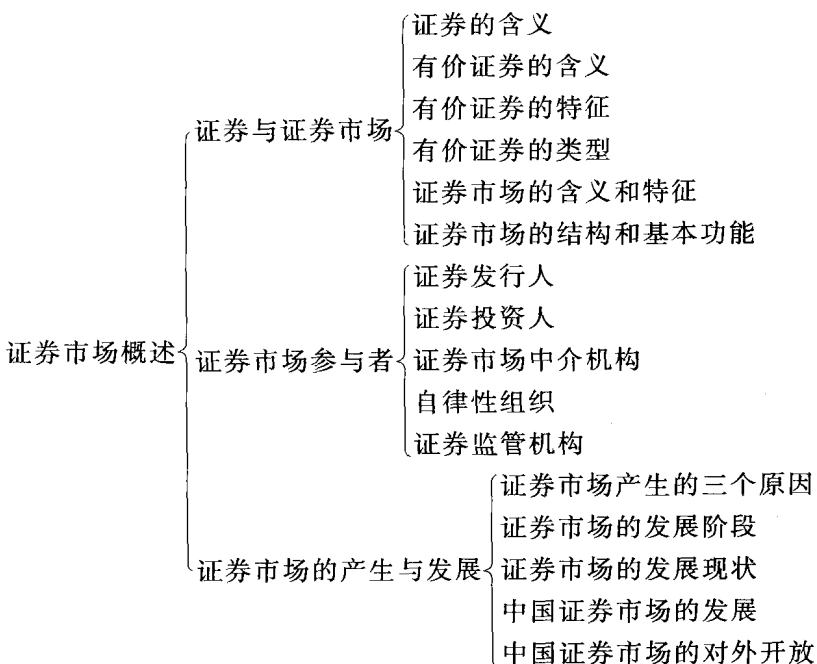 证券市场概述
证券与证券市场
证券的含义
有价证券的含义
有价证券的特征
有价证券的类型
证券市场的含义和特征
证券市场的结构和基本功能
证券市场参与者
证券发行人
证券投资人
证券市场中介机构
自律性组织
证券监管机构
证券市场的产生与发展
证券市场产生的三个原因
证券市场的发展阶段
证券市场的发展现状
中国证券市场的发展
中国证券市场的对外开放